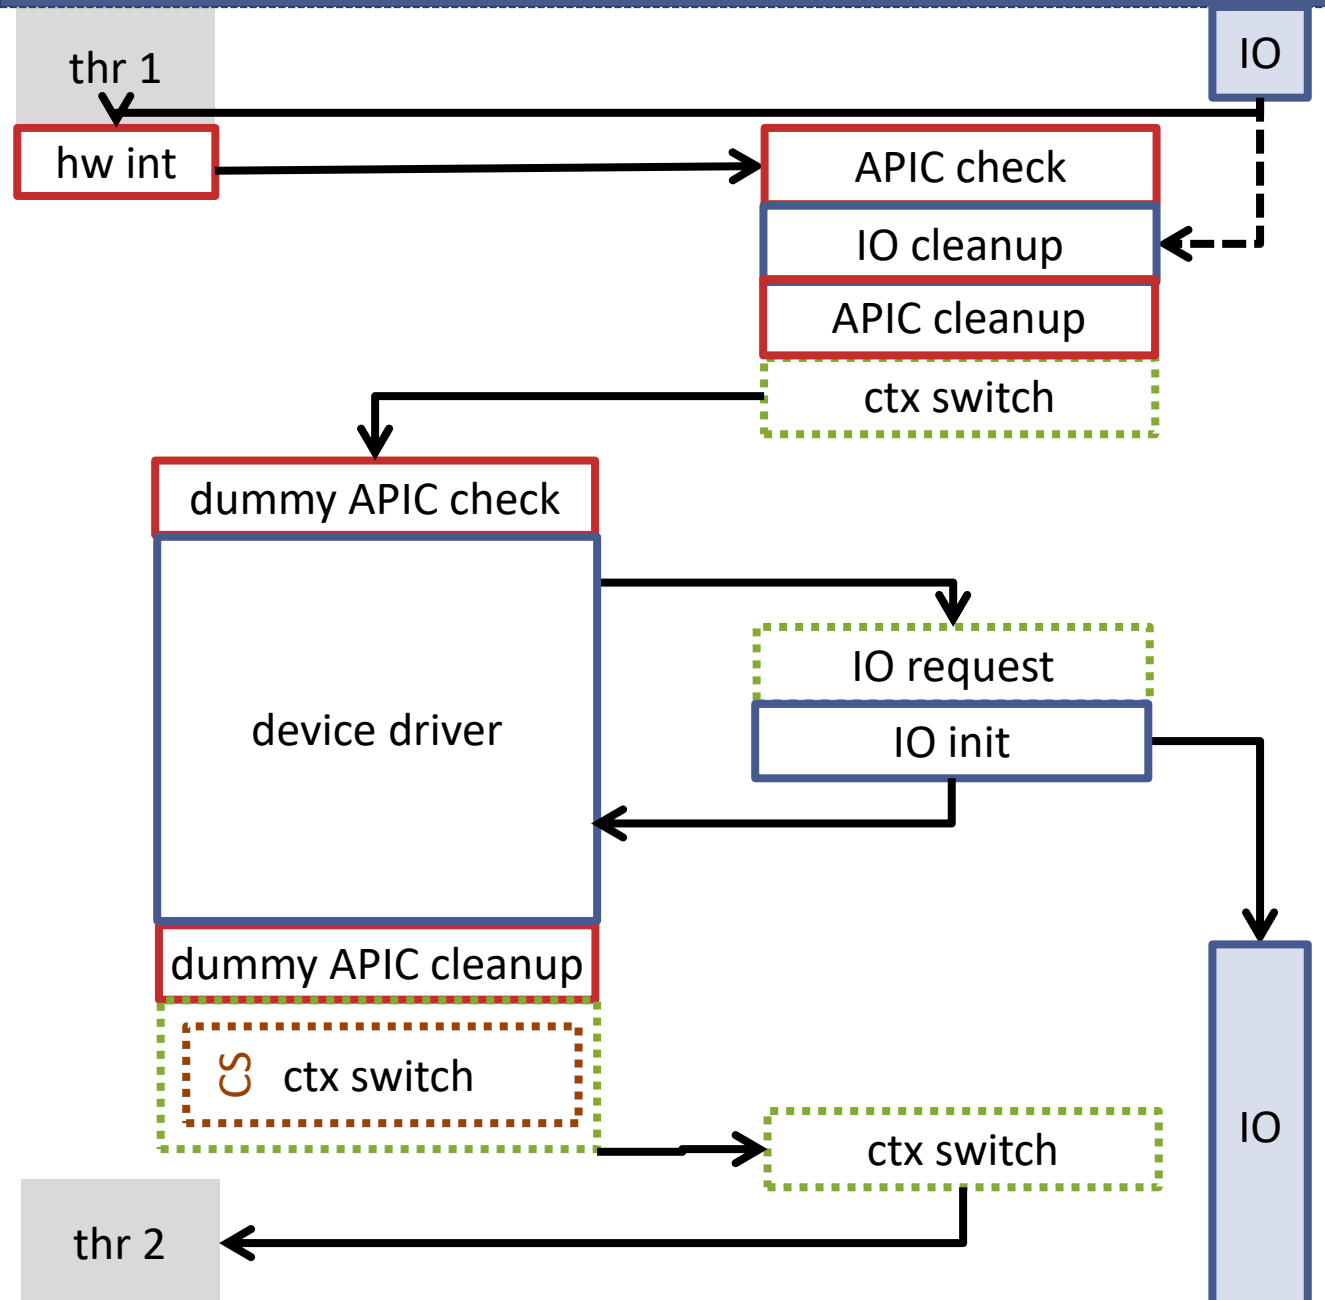 thr 1
IO
hw int
APIC check
IO cleanup
APIC cleanup
ctx switch
dummy APIC check
IO request
device driver
IO init
dummy APIC cleanup
CS
ctx switch
IO
ctx switch
thr 2